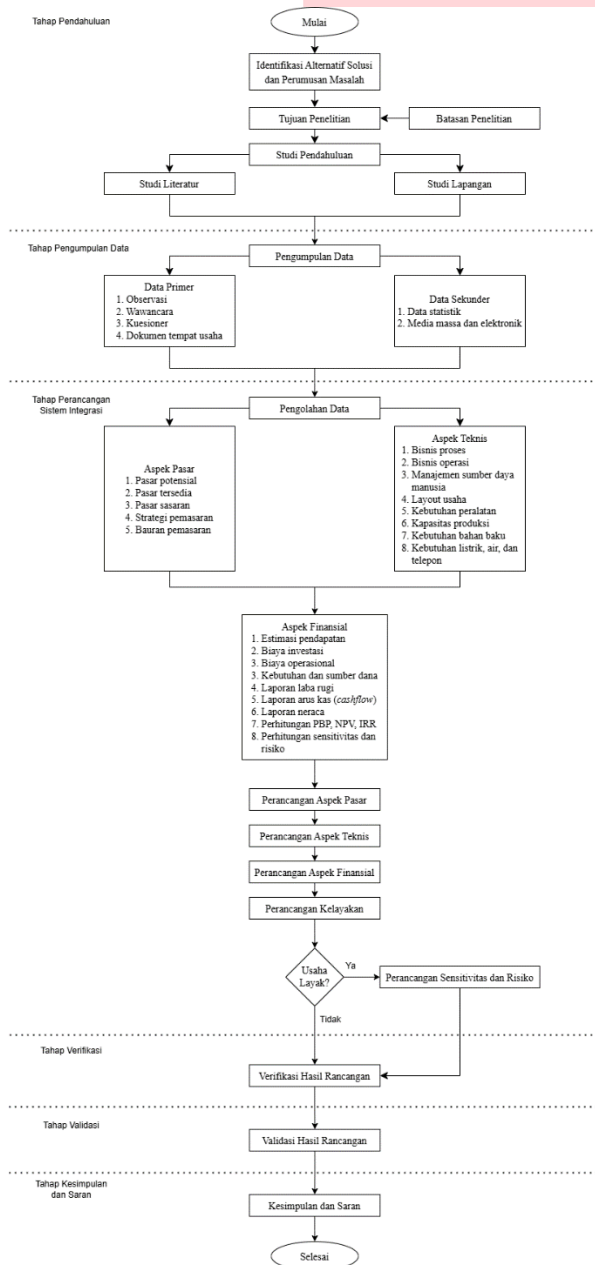 Tahap Pendahuluan
Mulai
Identifikasi Alternatif Solusi
dan Perumusan Masalah
Tujuan Penelitian
Batasan Penelitian
Studi Pendahuluan
Studi Literatur
Studi Lapangan
Tahap Pengumpulan Data
Pengumpulan Data
Data Primer
1. Observasi
2. Wawancara
3. Kuesioner
4. Dokumen tempat usaha
Data Sekunder
1. Data statistik
2. Media massa dan elektronik
Tahap Perancangan
Sistem Integrasi
Pengolahan Data
Aspek Pasar
1. Pasar potensial
2. Pasar tersedia
3. Pasar sasaran
4. Strategi pemasaran
5. Bauran pemasaran
Aspek Teknis
1. Bisnis proses
2. Bisnis operasi
3. Manajemen sumber daya
manusia
4. Layout usaha
5. Kebutuhan peralatan
6. Kapasitas produksi
7. Kebutuhan bahan baku
8. Kebutuhan listrik, air, dan
telepon
Aspek Finansial
1. Estimasi pendapatan
2. Biaya investasi
3. Biaya operasional
3. Kebutuhan dan sumber dana
4. Laporan laba rugi
5. Laporan arus kas (cashflow)
6. Laporan neraca
7. Perhitungan PBP, NPV, IRR
8. Perhitungan sensitivitas dan
risiko
Perancangan Aspek Pasar
Perancangan Aspek Teknis
Perancangan Aspek Finansial
Perancangan Kelayakan
Usaha
Layak?
Ya
Perancangan Sensitivitas dan Risiko
Tidak
Tahap Verifikasi
Verifikasi Hasil Rancangan
Tahap Validasi
Validasi Hasil Rancangan
Tahap Kesimpulan
dan Saran
Kesimpulan dan Saran
Selesai